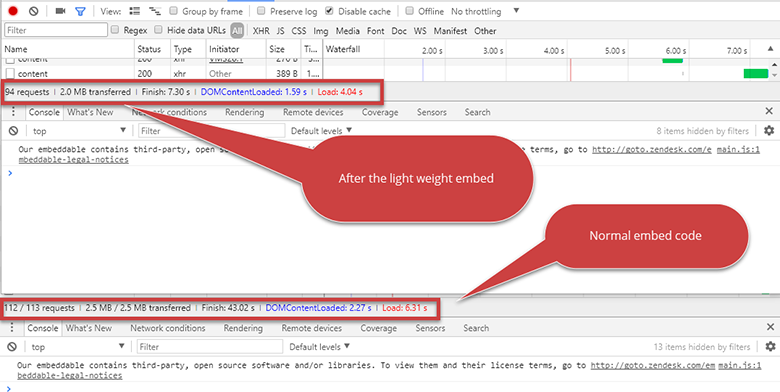 View: Group by frame Preserve log Disable cache Offline No throttling
Filter Regex Hide data URLs All XHR JS CSS Img Media Font Doc WS Manifest Other
Name Status Type Initiator Size Ti... Waterfall 2.00 s 3.00 s 4.00 s 5.00 s 6.00 s 7.00 s
content 200 xhr VM326:1 270 B 3...
content 200 xhr Other 389 B 1....
94 requests | 2.0 MB transferred | Finish: 7.30 s | DOMContentLoaded: 1.59 s | Load: 4.04 s
Console What's New Network conditions Rendering Remote devices Coverage Sensors Search
top Filter Default levels 8 items hidden by filters
Our embeddable contains third-party, open source license terms, go to http://goto.zendesk.com/e main.js:1
mbeddable-legal-notices
After the light weight embed
Normal embed code
112 / 113 requests | 2.5 MB / 2.5 MB transferred | Finish: 43.02 s | DOMContentLoaded: 2.27 s | Load: 6.31 s
Console What's New Network conditions Rendering Remote devices Coverage Sensors Search
top Filter Default levels 13 items hidden by filters
Our embeddable contains third-party, open source software and/or libraries. To view them and their license terms, go to http://goto.zendesk.com/em main.js:1
beddable-legal-notices